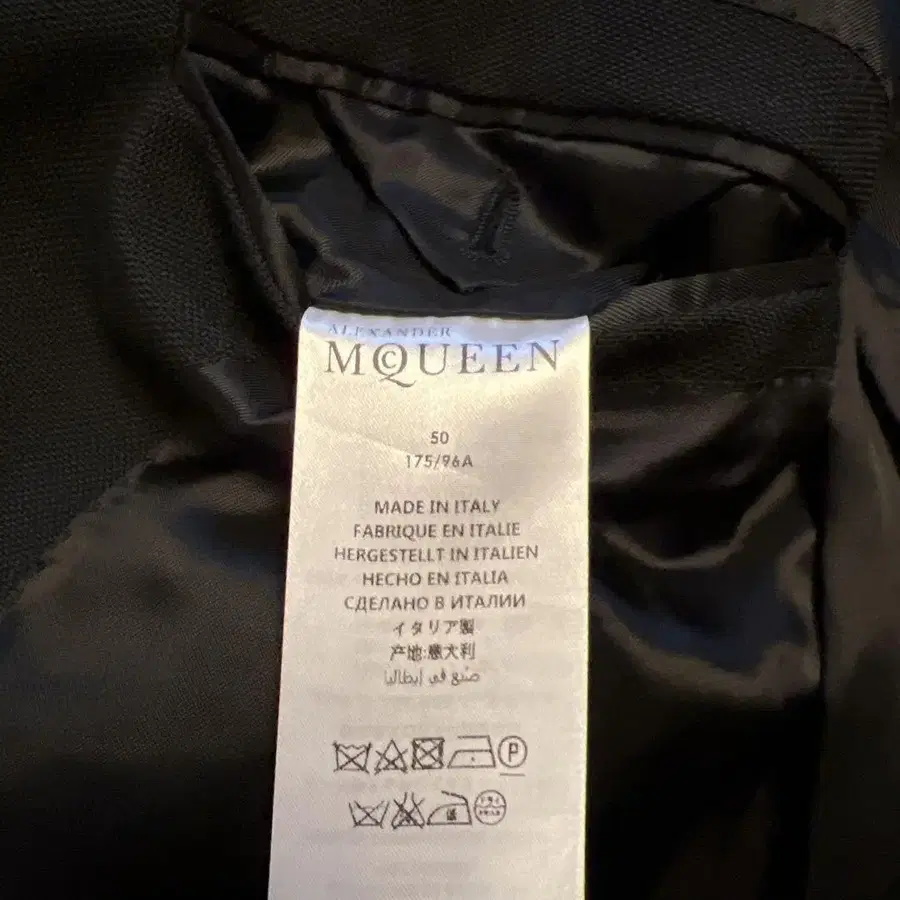 ALEXANDER
McQUEEN
50
175/96A
MADE IN ITALY
FABRIQUE EN ITALIE
HERGESTELLT IN ITALIEN
HECHO EN ITALIA
СДЕЛАНО В ИТАЛИИ
イタリア製
产地:意大利
صنع في إيطاليا
P